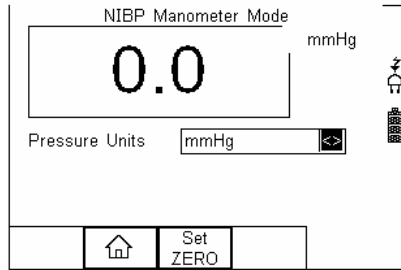 NIBP Manometer Mode
mmHg
0.0
Pressure Units mmHg <>
Set
ZERO